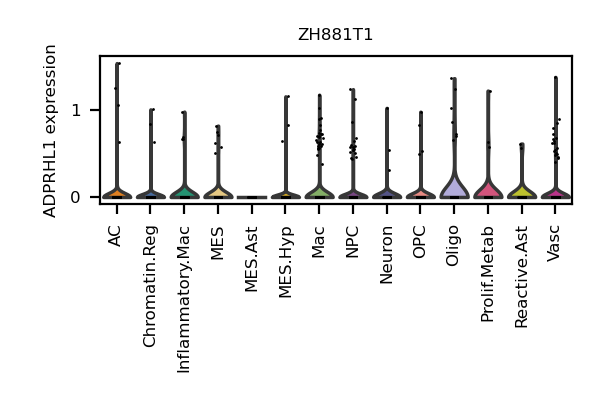 ZH881T1
ADPRHL1 expression
1
0
AC
Chromatin.Reg
Inflammatory.Mac
MES
MES.Ast
MES.Hyp
Mac
NPC
Neuron
OPC
Oligo
Prolif.Metab
Reactive.Ast
Vasc